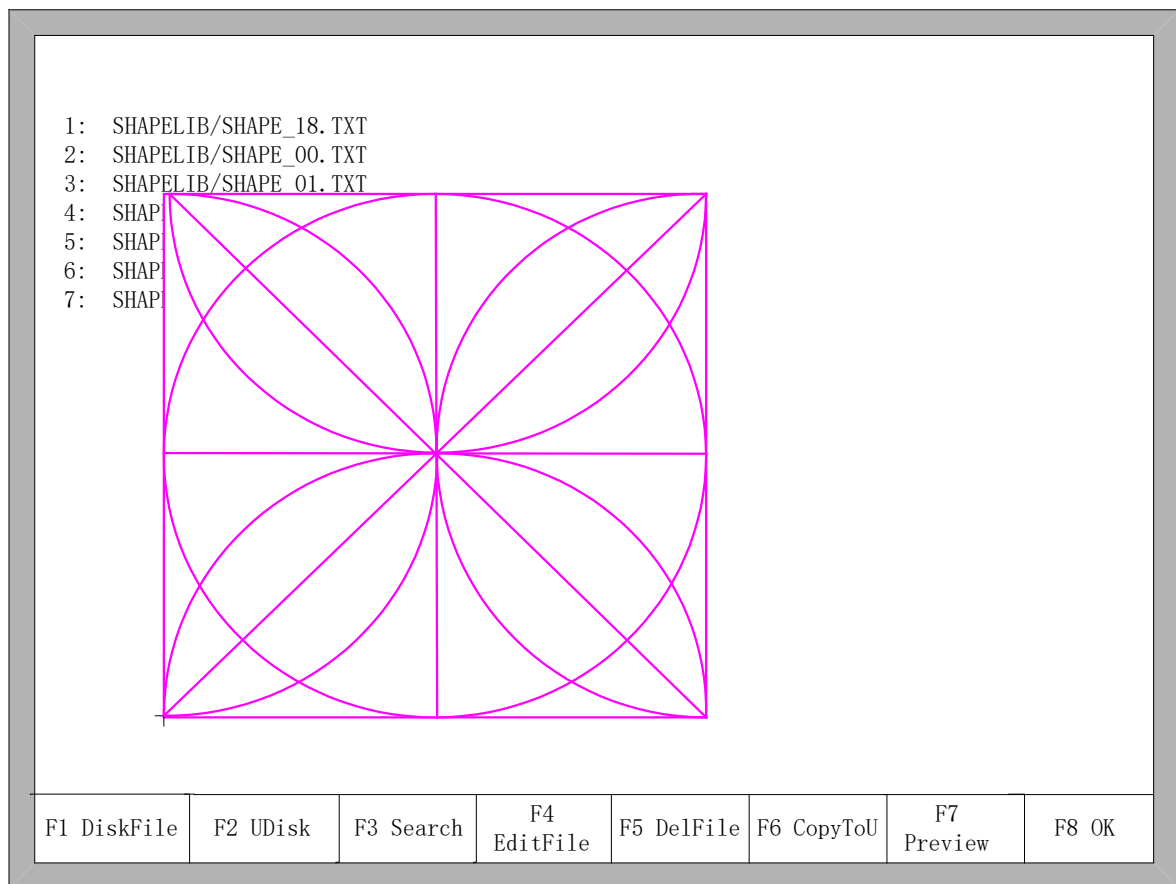 1: SHAPELIB/SHAPE_18.TXT
2: SHAPELIB/SHAPE_00.TXT
3: SHAPELIB/SHAPE_01.TXT
4: SHAP
5: SHAP
6: SHAP
7: SHAP
F1 DiskFile
F2 UDisk
F3 Search
F4
EditFile
F5 DelFile
F6 CopyToU
F7
Preview
F8 OK